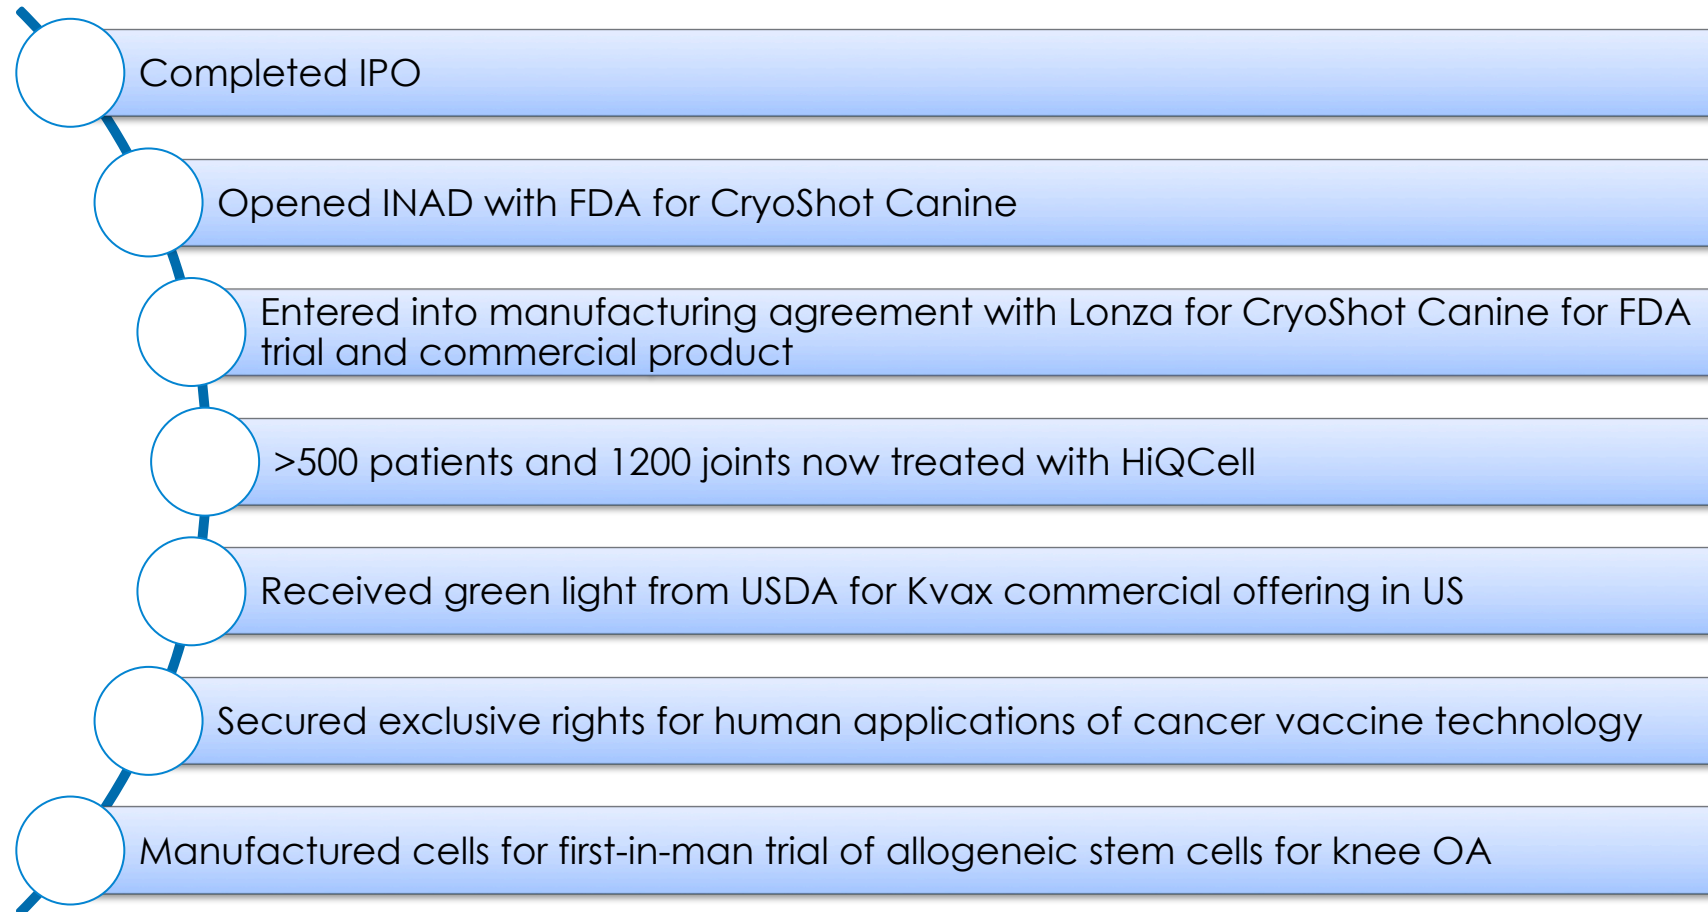 Completed IPO
Opened INAD with FDA for CryoShot Canine
Entered into manufacturing agreement with Lonza for CryoShot Canine for FDA
trial and commercial product
>500 patients and 1200 joints now treated with HiQCell
Received green light from USDA for Kvax commercial offering in US
Secured exclusive rights for human applications of cancer vaccine technology
Manufactured cells for first-in-man trial of allogeneic stem cells for knee OA